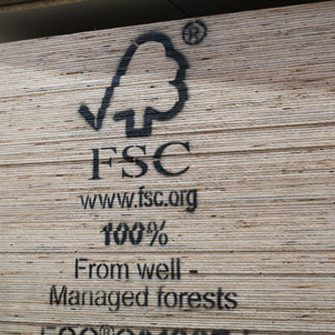 ®
FSC
www.fsc.org
100%
From well -
Managed forests